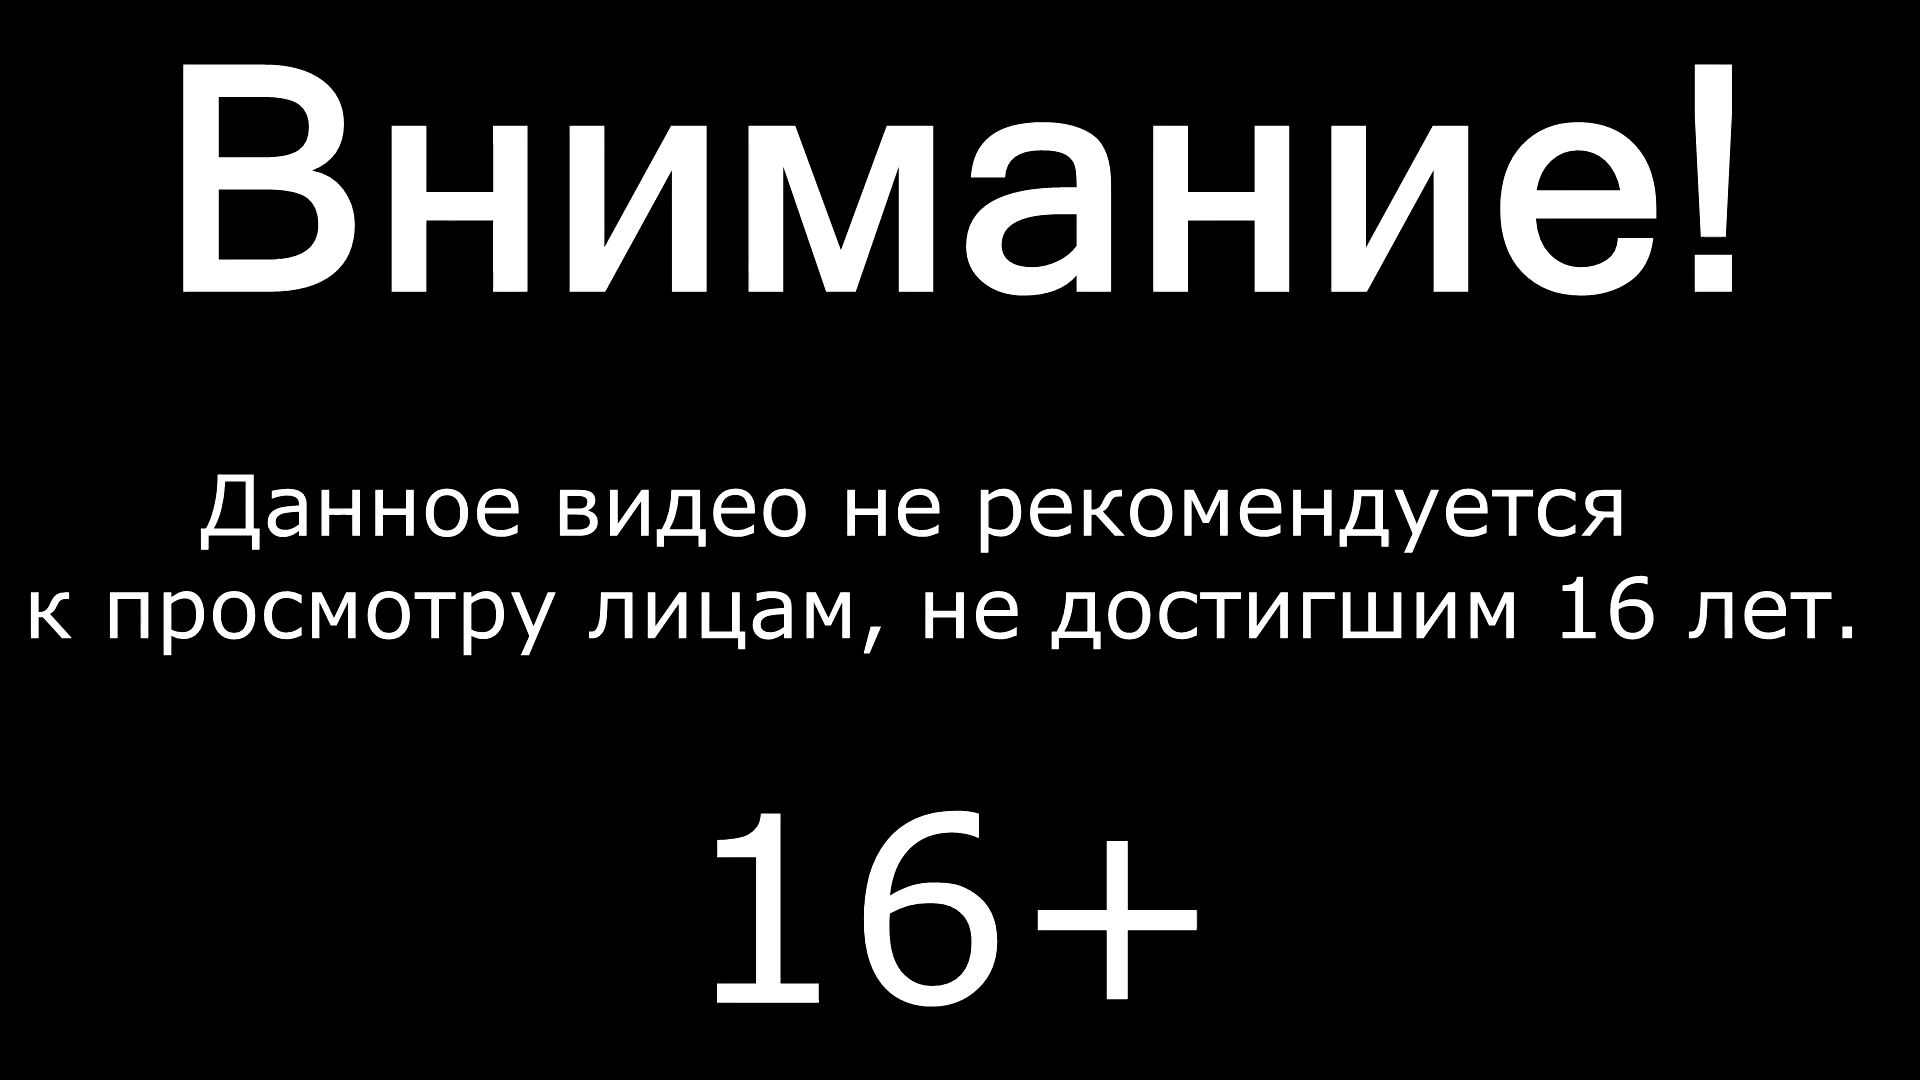 Внимание!
Данное видео не рекомендуется
к просмотру лицам, не достигшим 16 лет.
16+